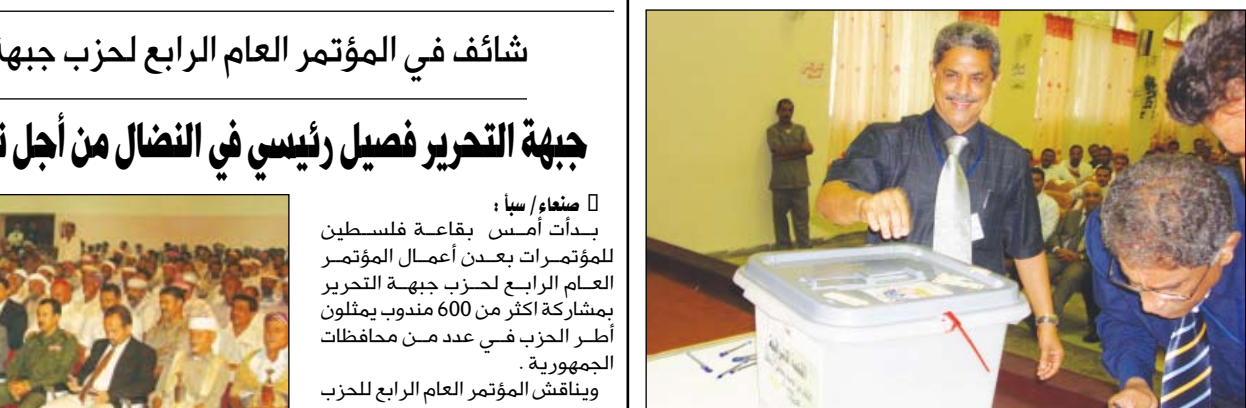 شائف في المؤتمر العام الرابع لحزب جبهة
جبهة التحرير فصيل رئيسي في النضال من أجل
صنعاء/ سبأ :
بدأت أمس بقاعة فلسطين
للمؤتمرات بعدن أعمال المؤتمر
العام الرابع لحزب جبهة التحرير
بمشاركة اكثر من 600 مندوب يمثلون
أطر الحزب في عدد من محافظات
الجمهورية .
ويناقش المؤتمر العام الرابع للحزب